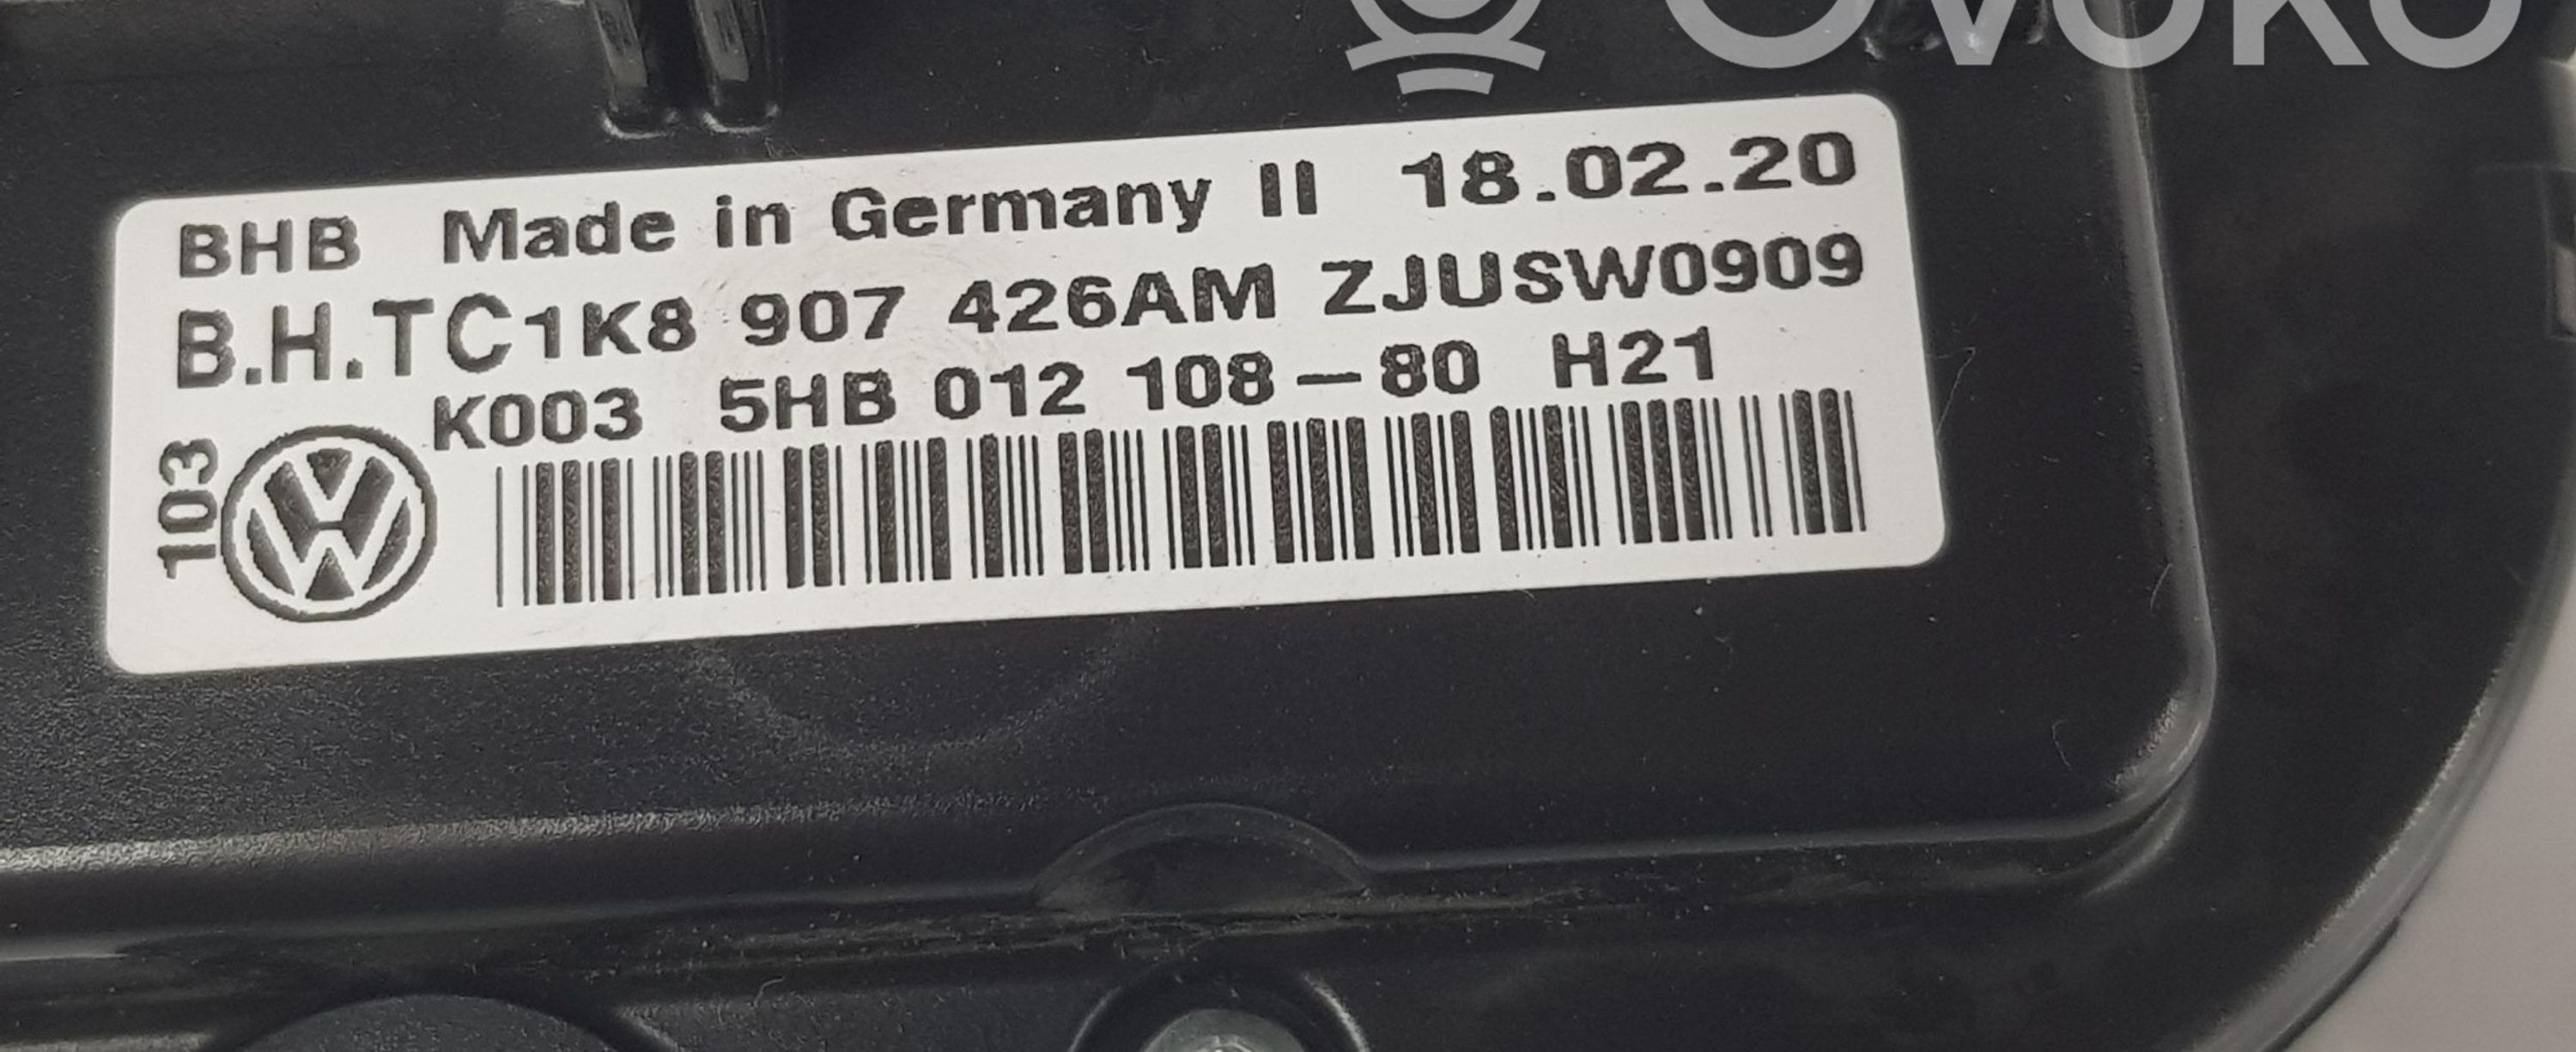 OVOKO
BHB Made in Germany II 18.02.20
B.H.TC1K8 907 426AM ZJUSW0909
K003 5HB 012 108-80 H21
103